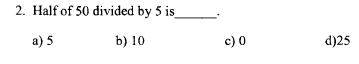 2. Half of 50 divided by 5 is______.
a) 5 b) 10 c) 0 d)25